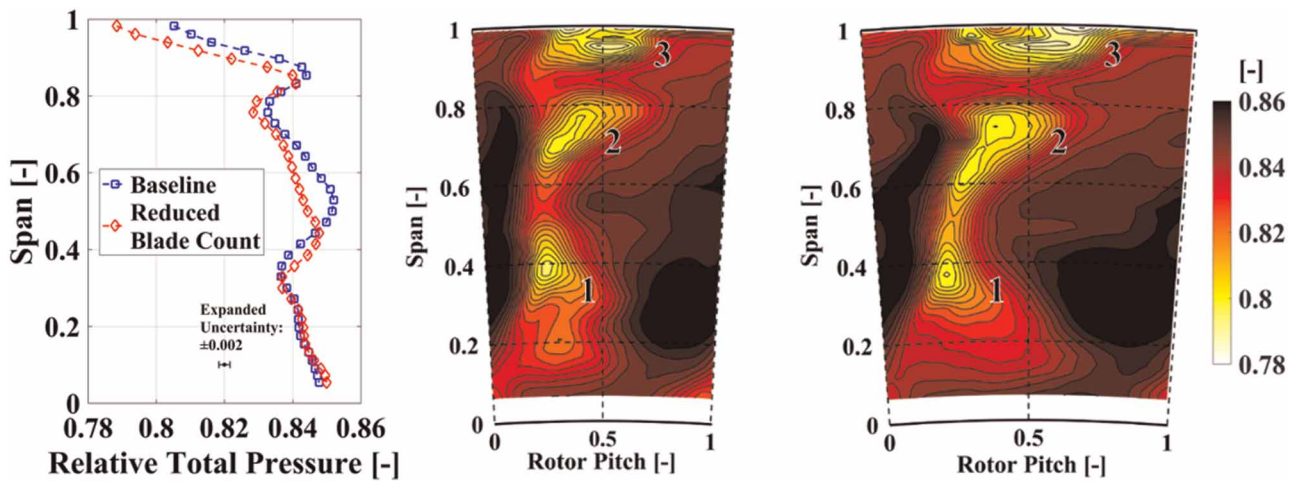 1
0.8
0.6
0.4
0.2
0
Span [-]
Baseline
Reduced
Blade Count
Expanded
Uncertainty:
±0.002
0.78 0.8 0.82 0.84 0.86
Relative Total Pressure [-]
1
0.8
0.6
0.4
0.2
0
Span [-]
3
2
1
0 0.5 1
Rotor Pitch [-]
1
0.8
0.6
0.4
0.2
0
Span [-]
3
2
1
0 0.5 1
Rotor Pitch [-]
[-]
0.86
0.84
0.82
0.8
0.78